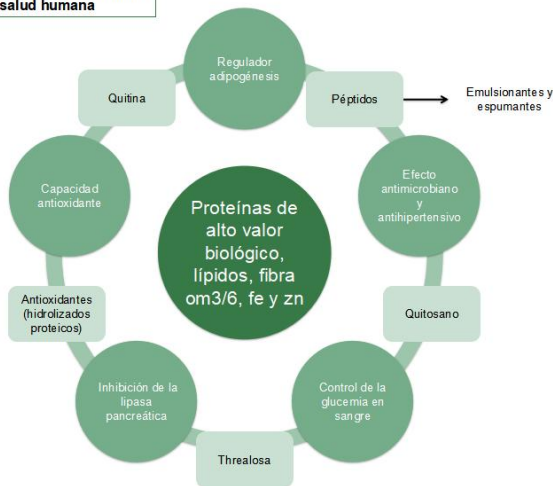 salud humana
Regulador
adipogénesis
Quitina
Péptidos
Emulsionantes y
espumantes
Capacidad
antioxidante
Efecto
antimicrobiano
y
antihipertensivo
Proteínas de
alto valor
biológico,
lípidos, fibra
om3/6, fe y zn
Antioxidantes
(hidrolizados
proteicos)
Quitosano
Inhibición de la
lipasa
pancreática
Control de la
glucemia en
sangre
Threalosa